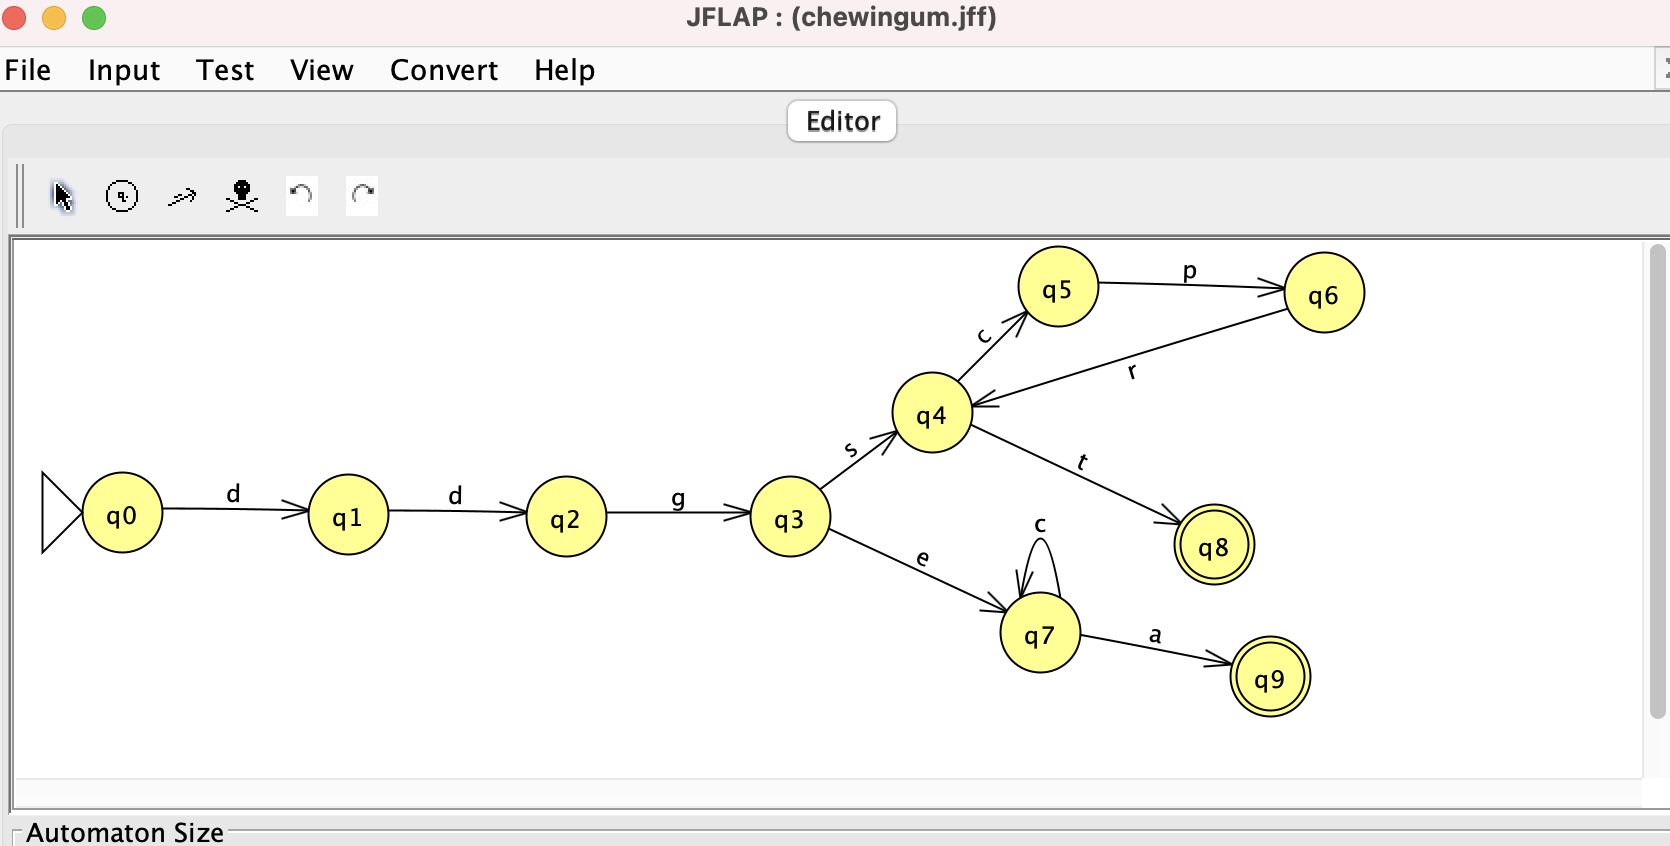 JFLAP : (chewingum.jff)
File Input Test View Convert Help
Editor
q
q5 p q6
c
r
q4
s t
q0 d q1 d q2 g q3
c
q8
e
q7 a
q9
Automaton Size